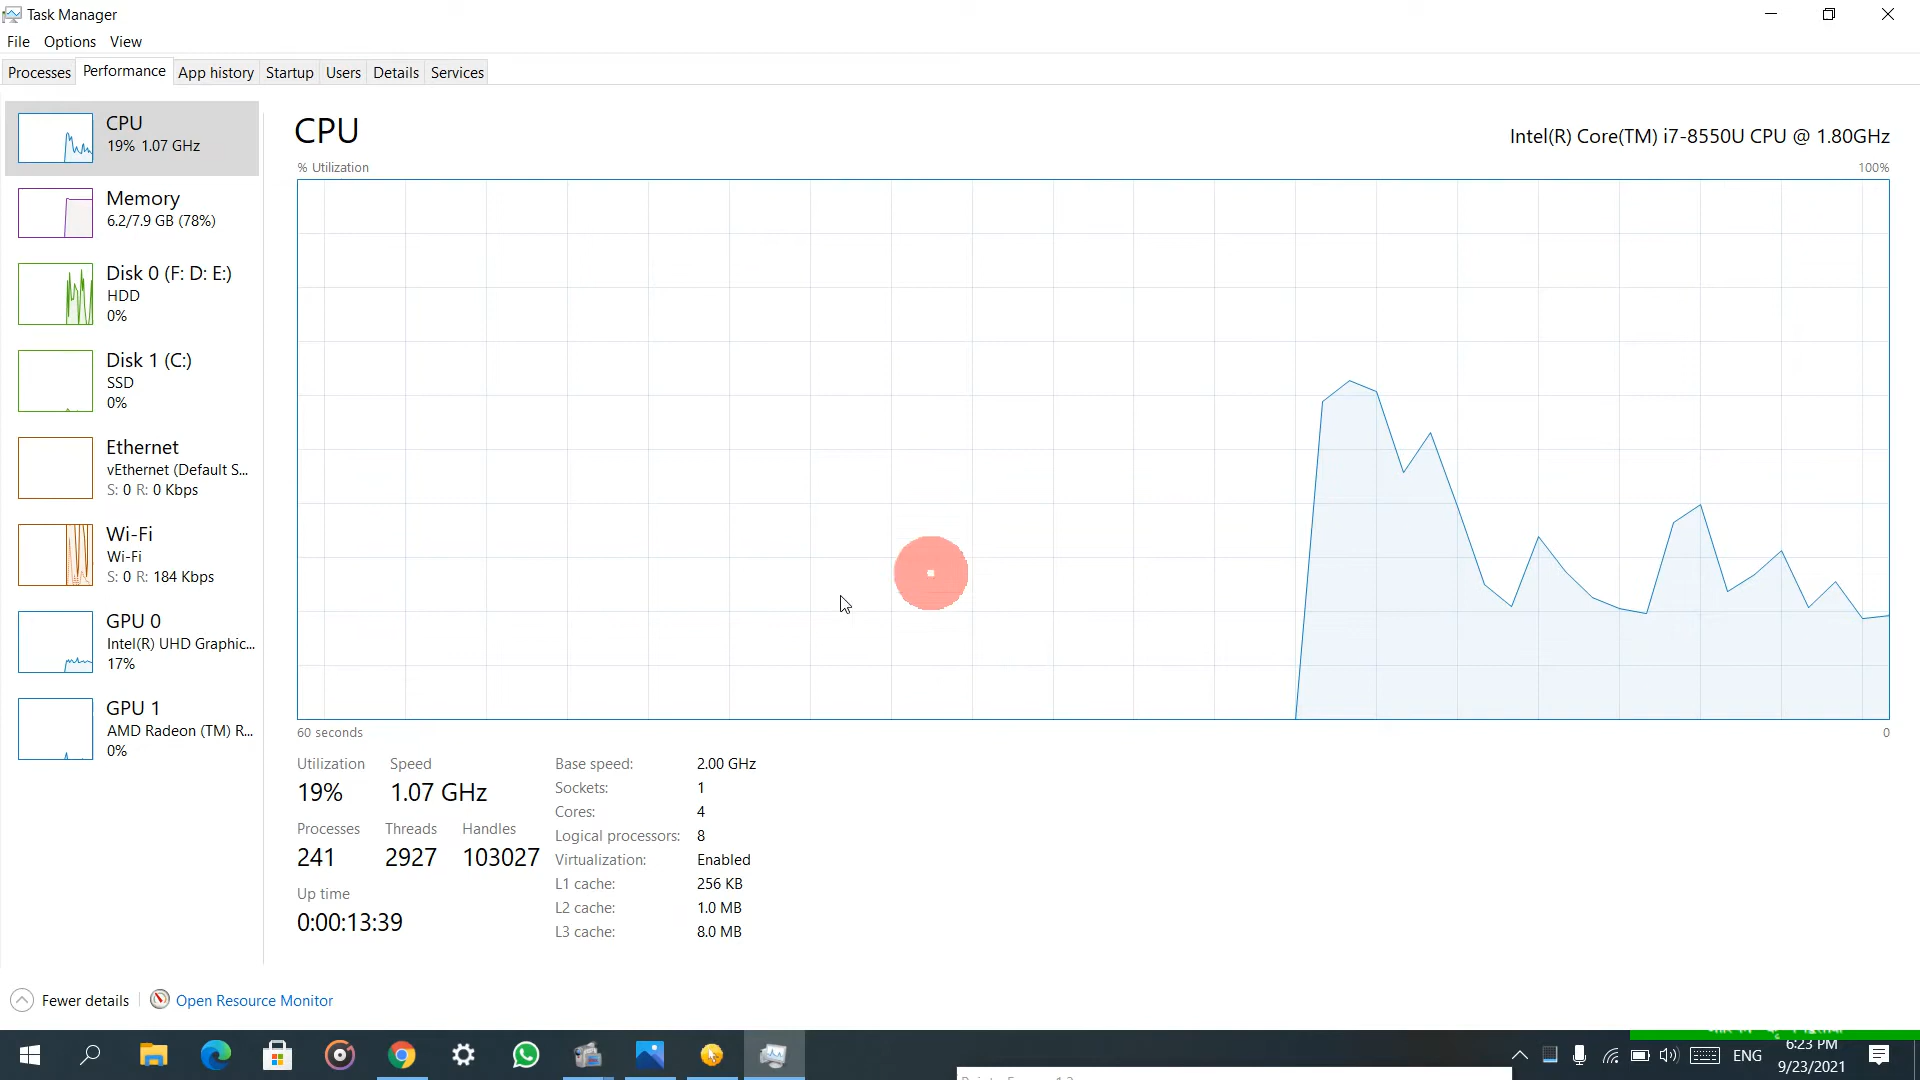 Task Manager
File Options View
Processes Performance App history Startup Users Details Services
CPU
19% 1.07 GHz
Memory
6.2/7.9 GB (78%)
Disk 0 (F: D: E:)
HDD
0%
Disk 1 (C:)
SSD
0%
Ethernet
vEthernet (Default S...
S: 0 R: 0 Kbps
Wi-Fi
Wi-Fi
S: 0 R: 184 Kbps
GPU 0
Intel(R) UHD Graphic...
17%
GPU 1
AMD Radeon (TM) R...
0%
CPU
Intel(R) Core(TM) i7-8550U CPU @ 1.80GHz
% Utilization 100%
60 seconds 0
Utilization Speed
19% 1.07 GHz
Processes Threads Handles
241 2927 103027
Up time
0:00:13:39
Base speed: 2.00 GHz
Sockets: 1
Cores: 4
Logical processors: 8
Virtualization: Enabled
L1 cache: 256 KB
L2 cache: 1.0 MB
L3 cache: 8.0 MB
Fewer details Open Resource Monitor
ENG
6:23 PM
9/23/2021